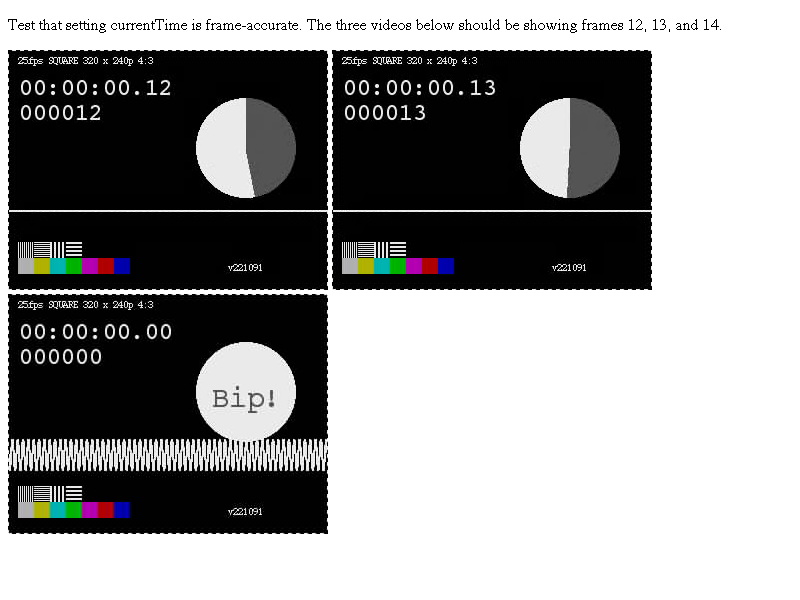 Test that setting currentTime is frame-accurate. The three videos below should be showing frames 12, 13, and 14.
25fps SQUARE 320 x 240p 4:3
00:00:00.12
000012
v221091
25fps SQUARE 320 x 240p 4:3
00:00:00.13
000013
v221091
25fps SQUARE 320 x 240p 4:3
00:00:00.00
000000
Bip!
v221091